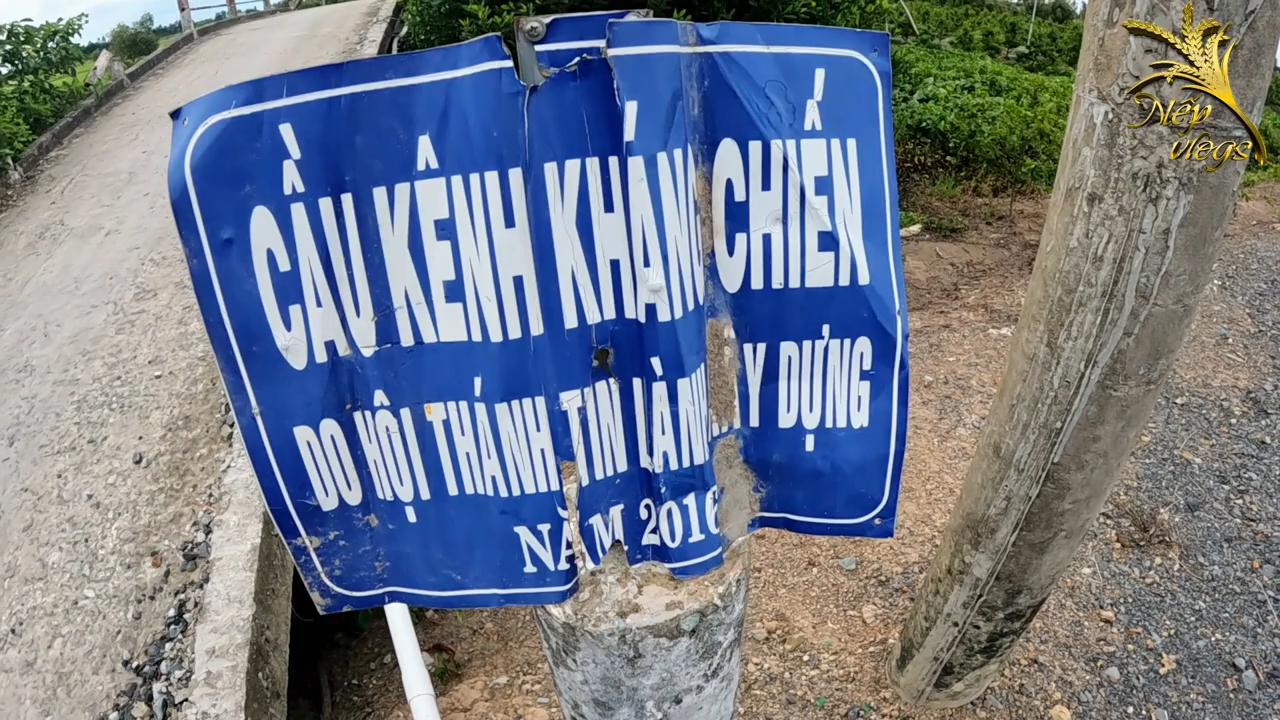 CẦU KÊNH KHÁNG CHIẾN
DO HỘI THÁNH TIN LÀNH Y DỰNG
NĂM 2016
Nếp
vlogs